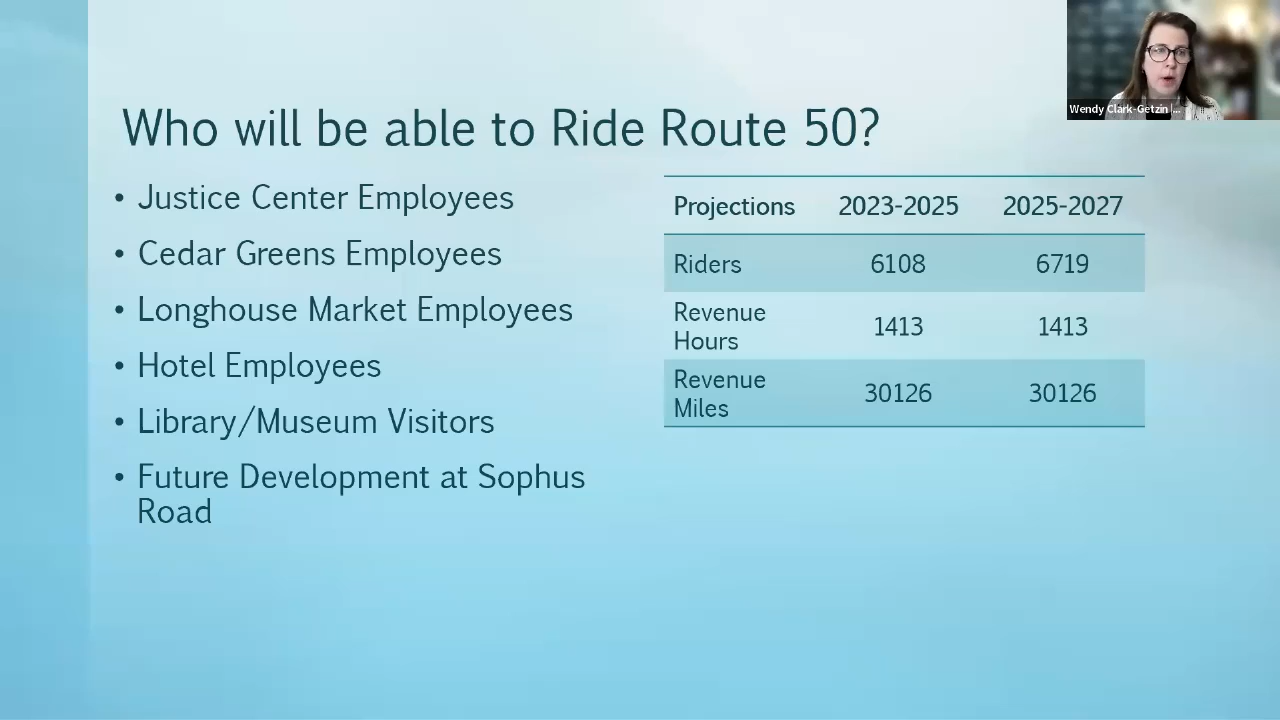 Wendy Clark-Getzin I...
Who will be able to Ride Route 50?
• Justice Center Employees
• Cedar Greens Employees
• Longhouse Market Employees
• Hotel Employees
• Library/Museum Visitors
• Future Development at Sophus
Road
Projections 2023-2025 2025-2027
Riders 6108 6719
Revenue
Hours 1413 1413
Revenue
Miles 30126 30126